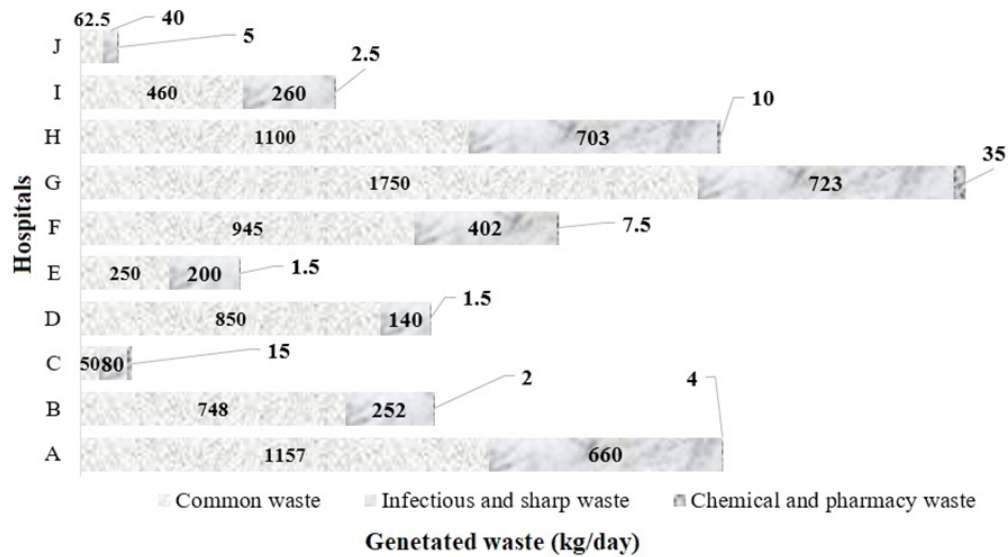 62.5 40
J 5
2.5
I 460 260
10
H 1100 703
35
G 1750 723
F 945 402 7.5
E 250 200 1.5
1.5
D 850 140
C 50 80 15
2 4
B 748 252
A 1157 660
Hospitals
Common waste Infectious and sharp waste Chemical and pharmacy waste
Genetated waste (kg/day)